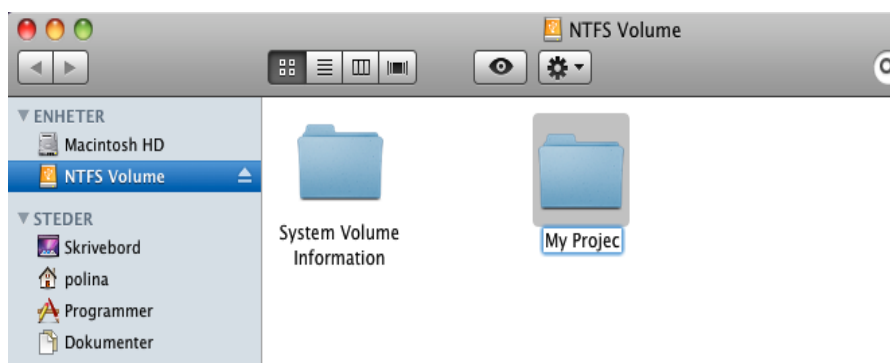 NTFS Volume
ENHETER
Macintosh HD
NTFS Volume
STEDER
Skrivebord
polina
Programmer
Dokumenter
System Volume
Information
My Projec